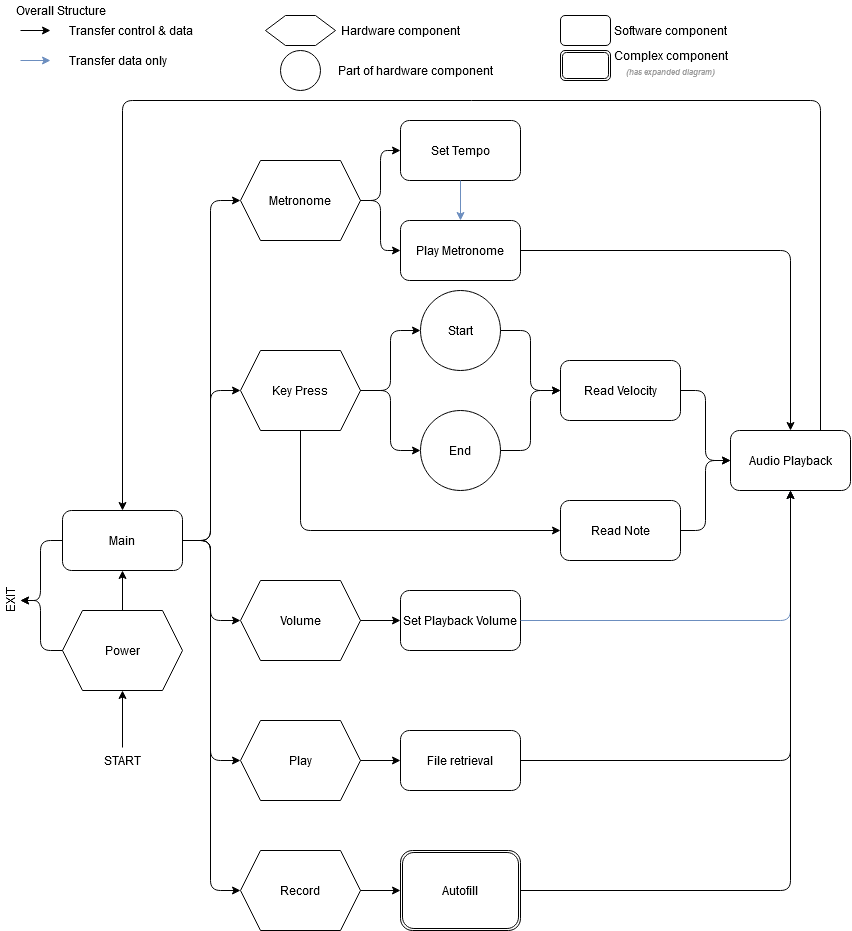 Overall Structure
Transfer control & data
Transfer data only
Hardware component
Part of hardware component
Software component
Complex component
(has expanded diagram)
Set Tempo
Metronome
Play Metronome
Start
Key Press
Read Velocity
End
Audio Playback
Read Note
Main
EXIT
Power
START
Volume
Set Playback Volume
Play
File retrieval
Record
Autofill